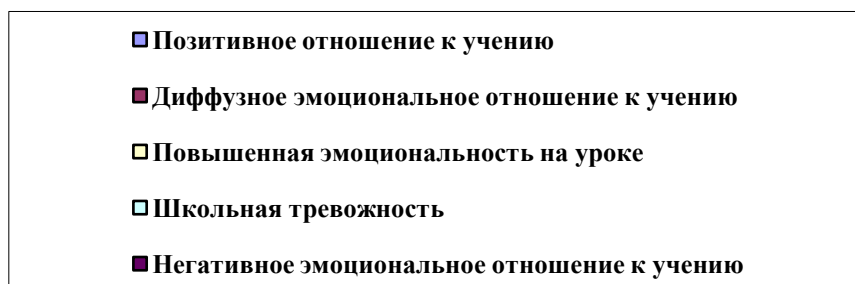 Позитивное отношение к учению
Диффузное эмоциональное отношение к учению
Повышенная эмоциональность на уроке
Школьная тревожность
Негативное эмоциональное отношение к учению